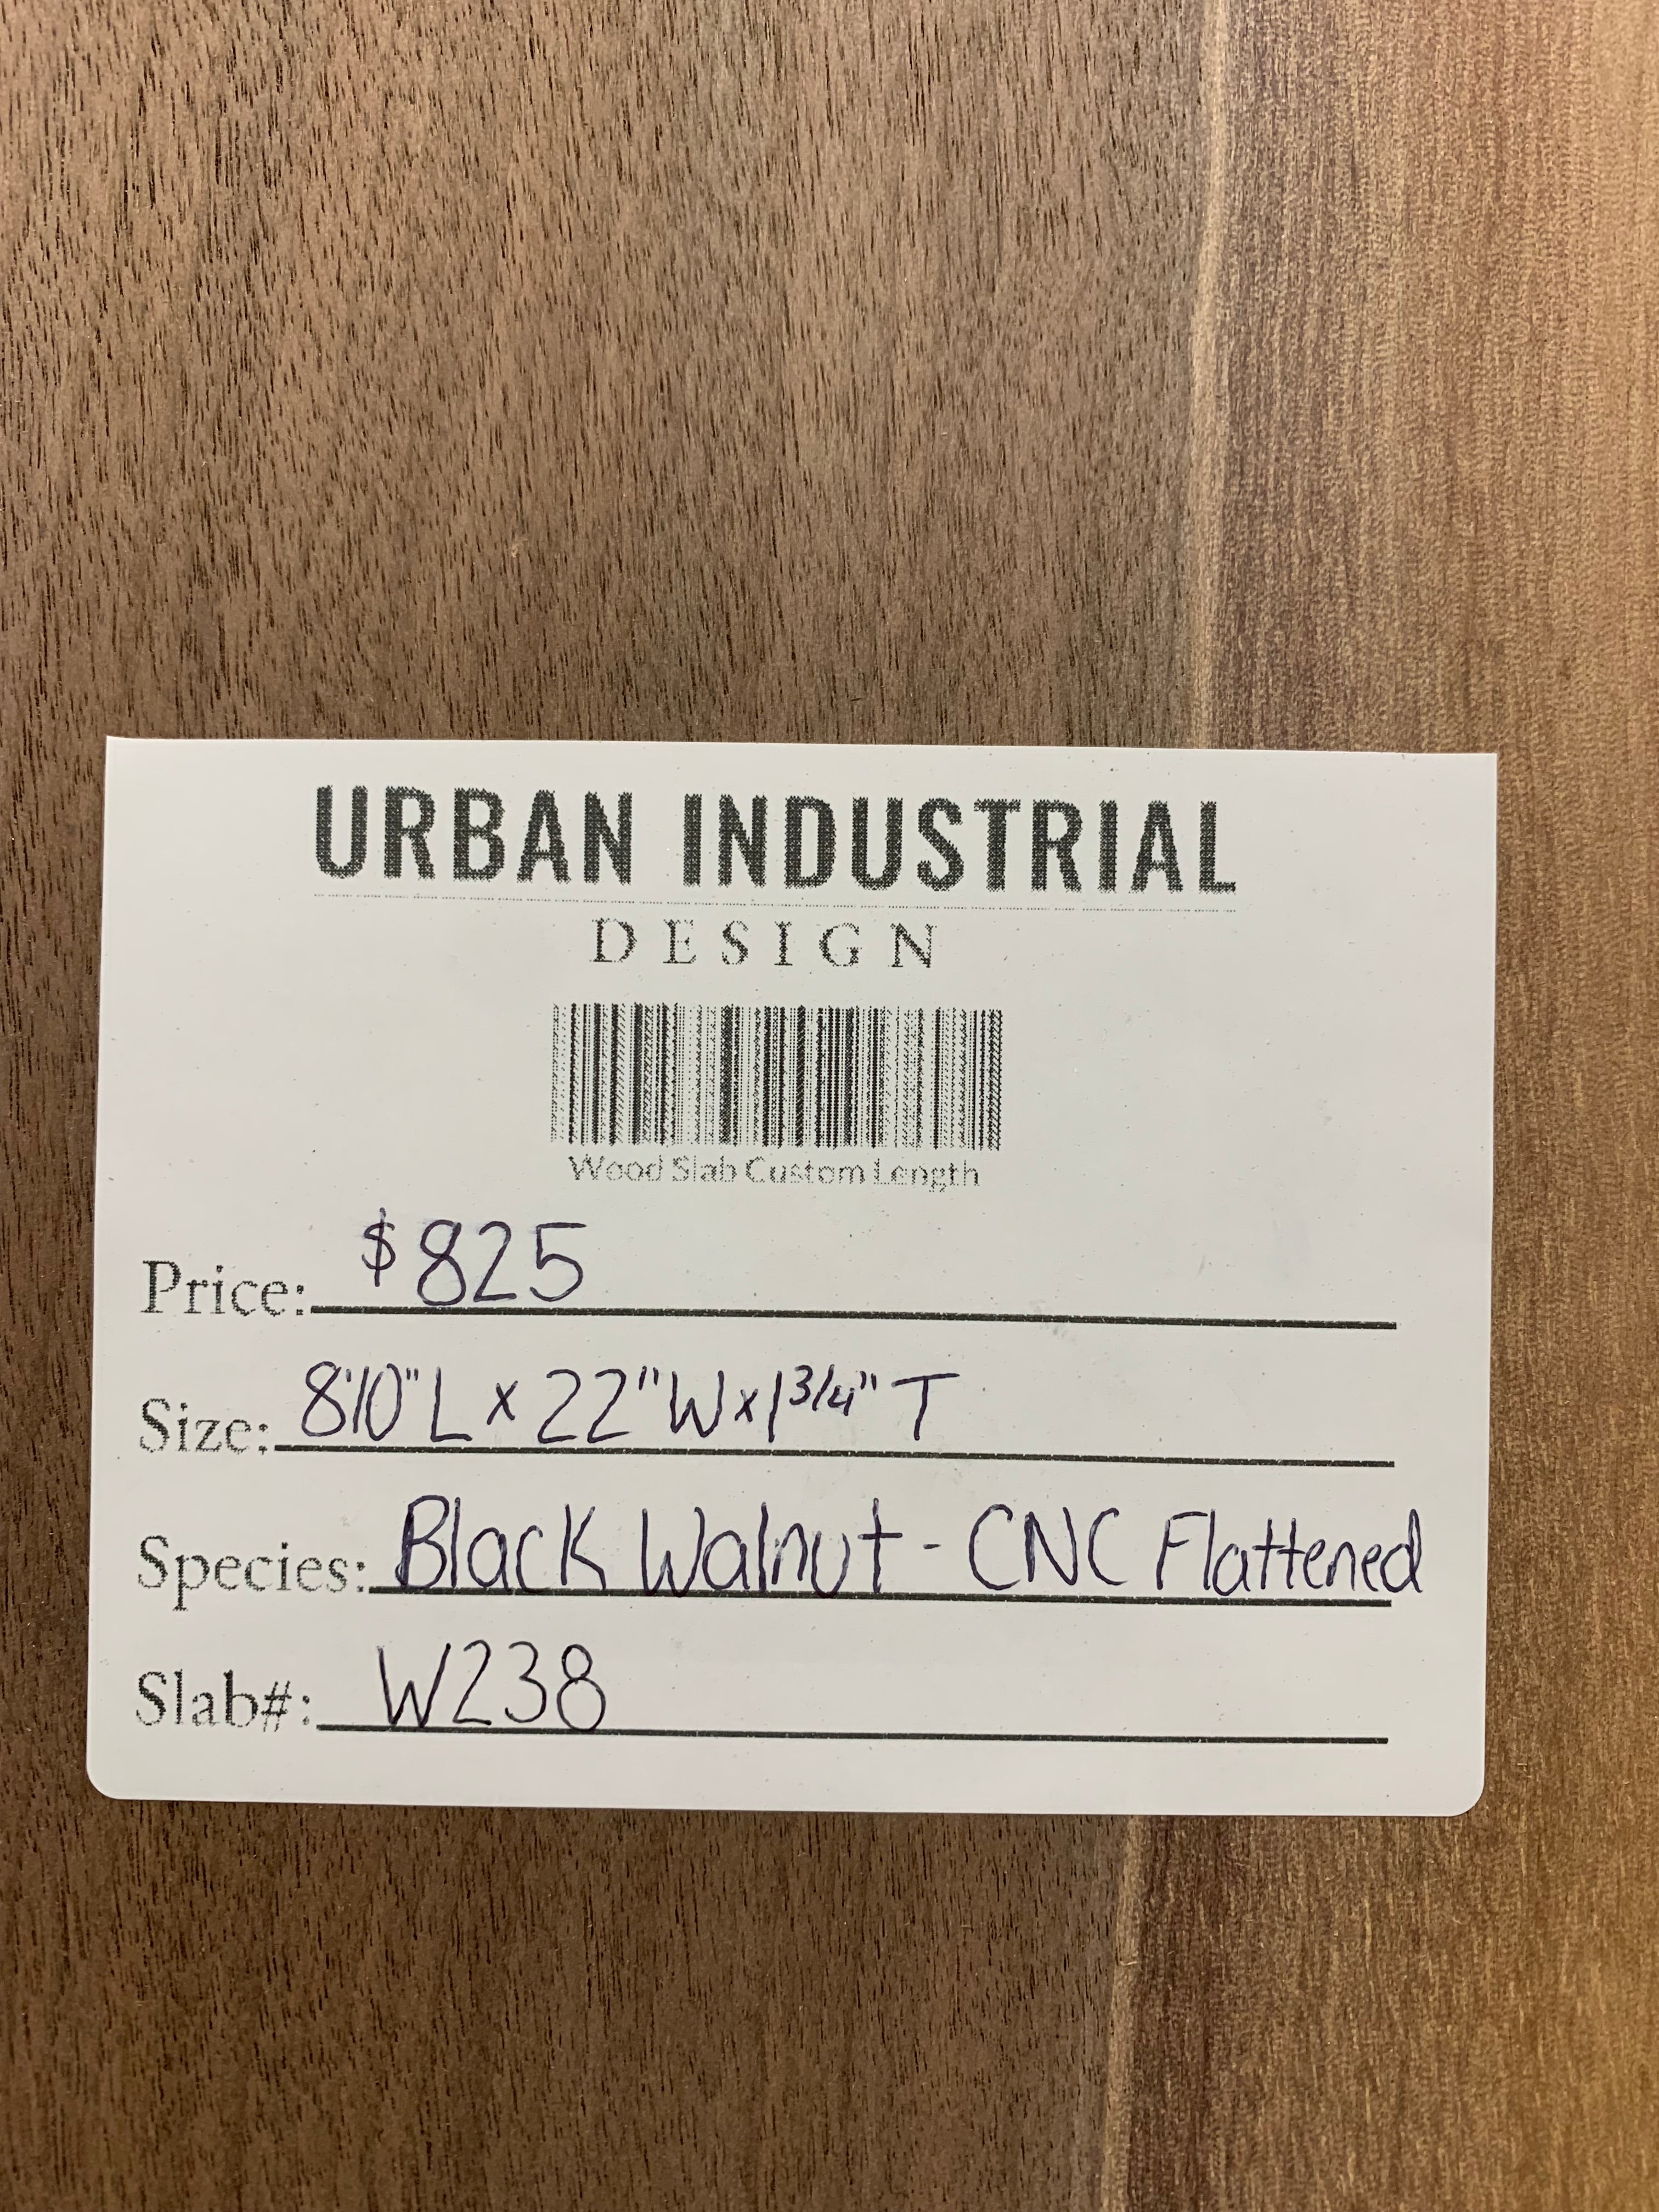 URBAN INDUSTRIAL
DESIGN
Wood Slab Custom Length
Price: $825
Size: 8'10" L x 22" W x 1 3/4" T
Species: Black Walnut - CNC Flattened
Slab#: W238